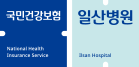 국민건강보험
National Health
Insurance Service
일산병원
Ilsan Hospital